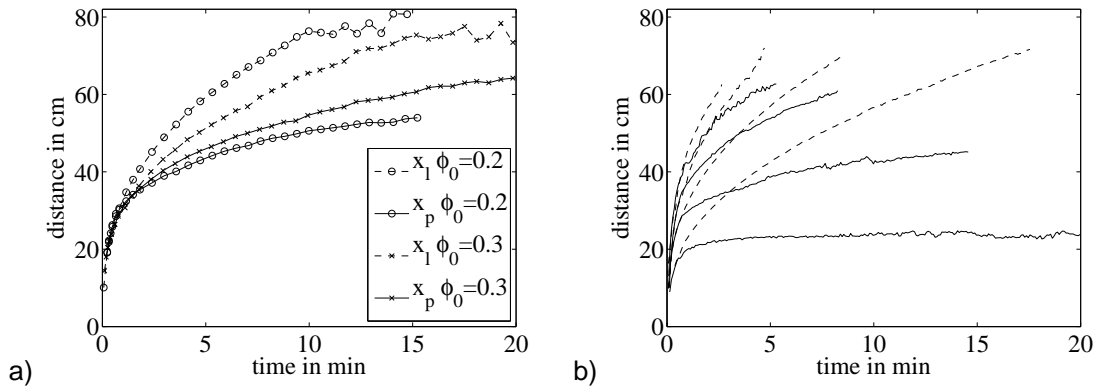 80
60
40
20
0
distance in cm
0
5
10
15
20
time in min
x_l ϕ_0=0.2
x_p ϕ_0=0.2
x_l ϕ_0=0.3
x_p ϕ_0=0.3
a)
80
60
40
20
0
distance in cm
0
5
10
15
20
time in min
b)